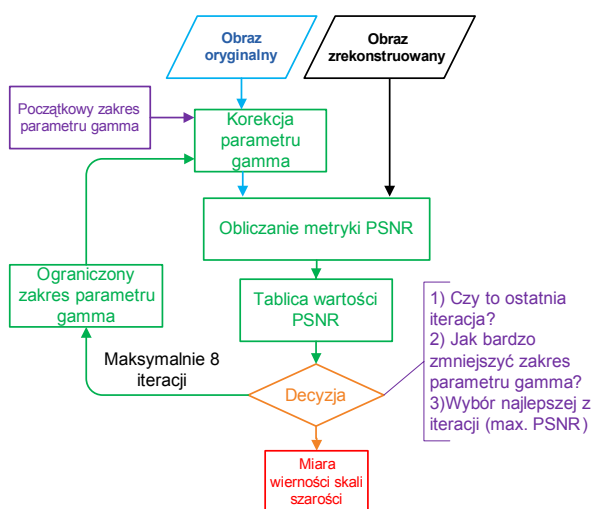 Obraz
oryginalny
Obraz
zrekonstruowany
Początkowy zakres
parametru gamma
Korekcja
parametru
gamma
Obliczanie metryki PSNR
Ograniczony
zakres parametru
gamma
Tablica wartości
PSNR
Maksymalnie 8
iteracji
Decyzja
1) Czy to ostatnia
iteracja?
2) Jak bardzo
zmniejszyć zakres
parametru gamma?
3)Wybór najlepszej z
iteracji (max. PSNR)
Miara
wierności skali
szarości